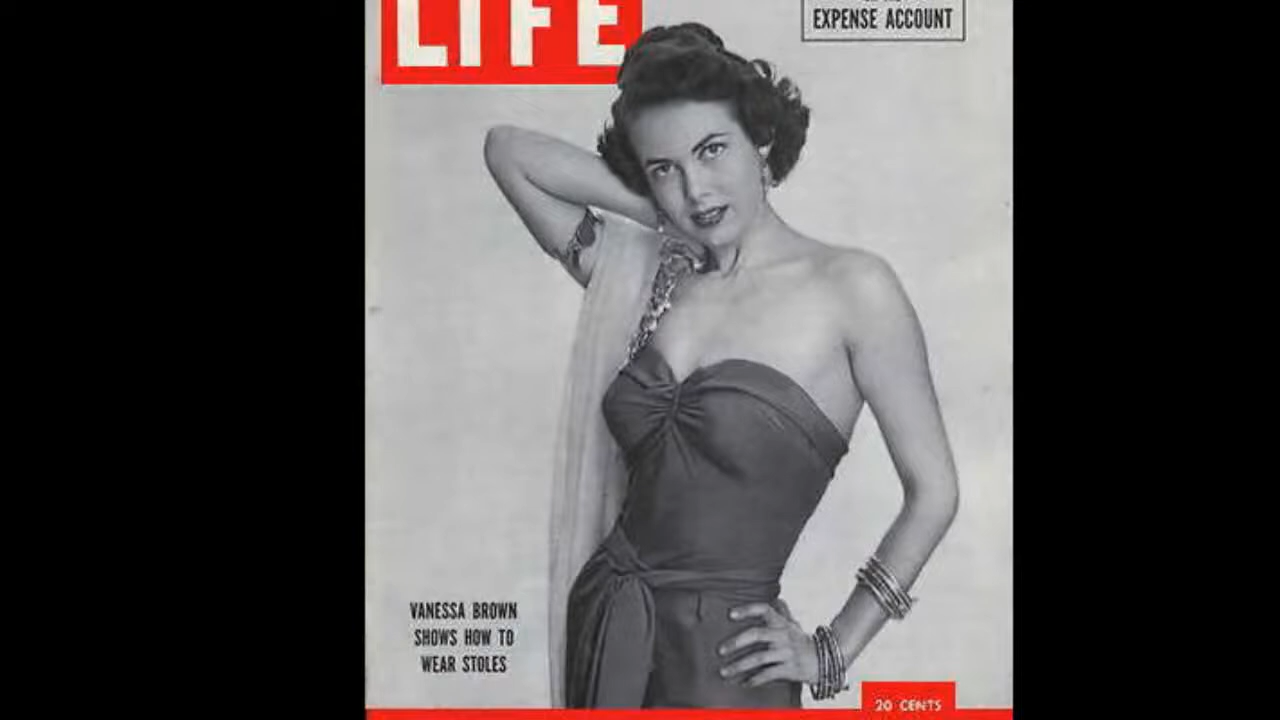 LIFE
EXPENSE ACCOUNT
VANESSA BROWN
SHOWS HOW TO
WEAR STOLES
20 CENTS